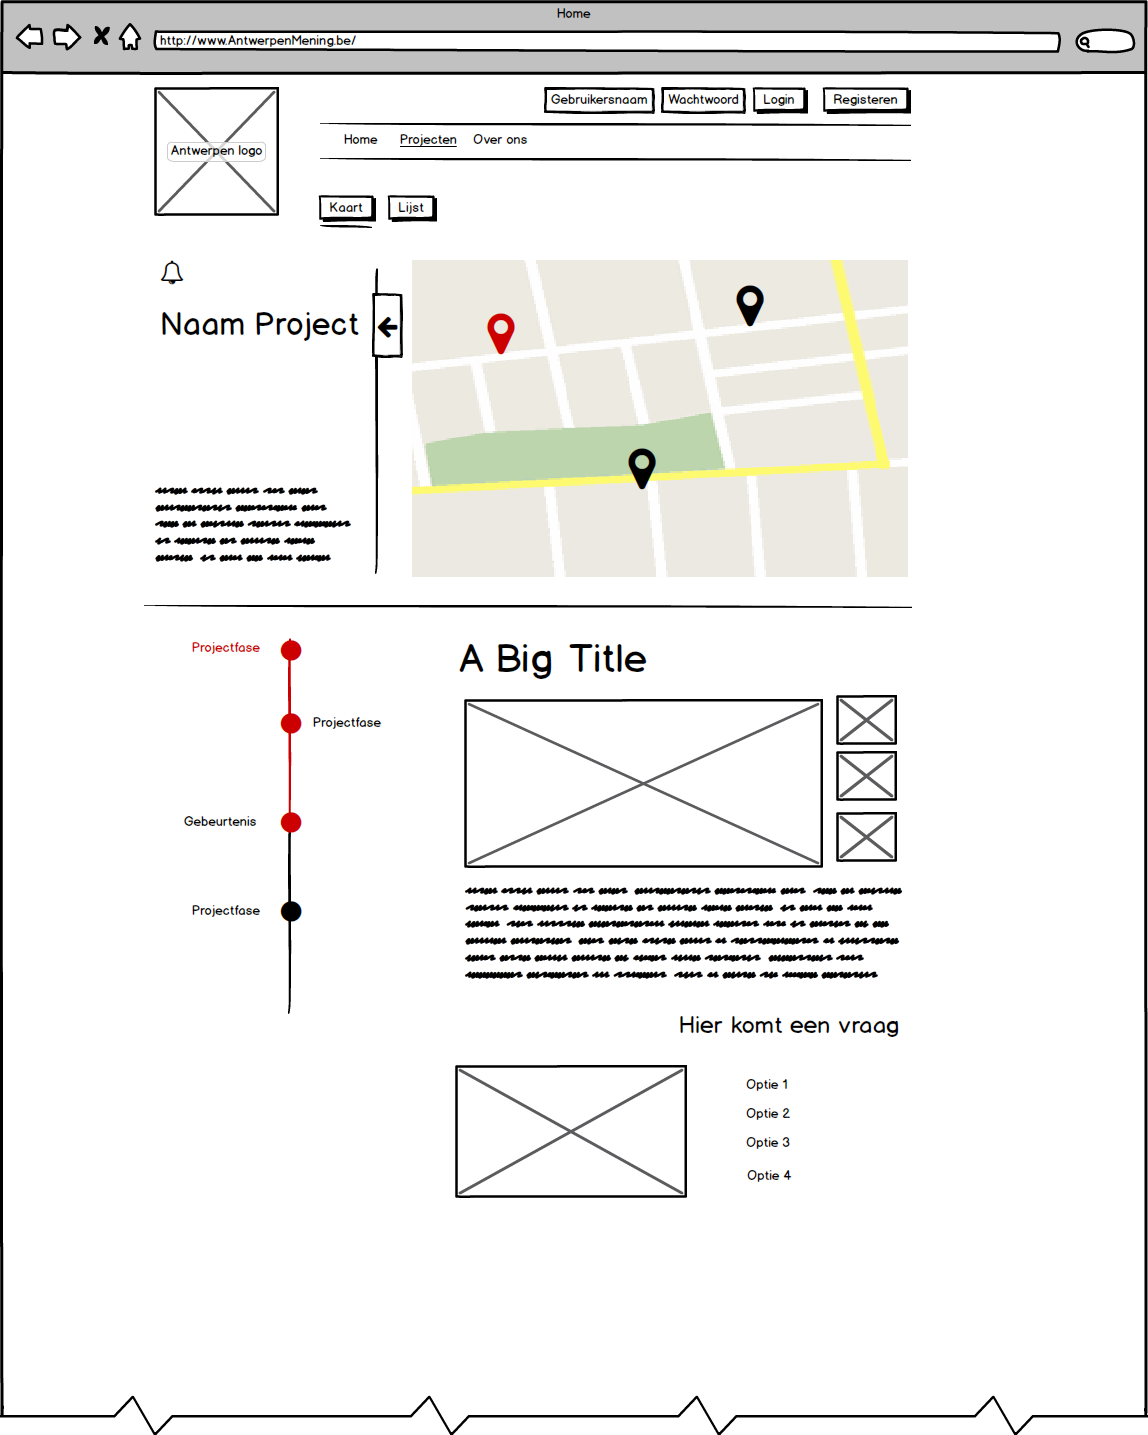 Home
http://www.AntwerpenMening.be/
Gebruikersnaam Wachtwoord Login Registeren
Antwerpen logo
Home Projecten Over ons
Kaart Lijst
Naam Project
Projectfase
A Big Title
Projectfase
Gebeurtenis
Projectfase
Hier komt een vraag
Optie 1
Optie 2
Optie 3
Optie 4